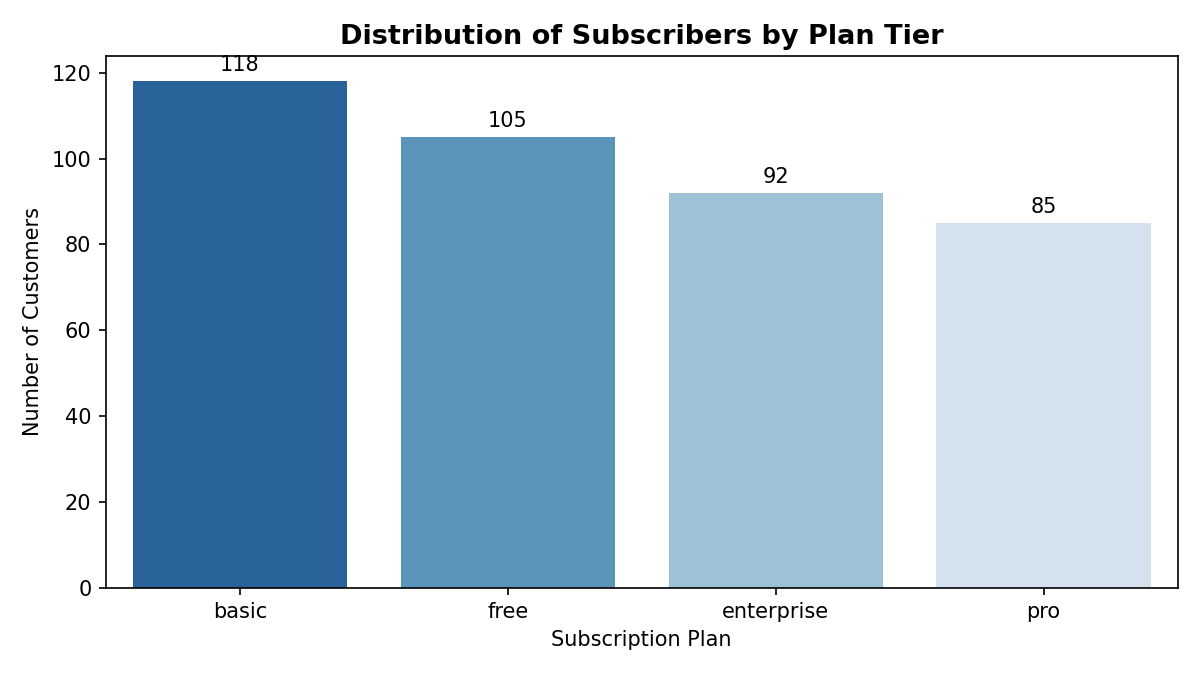 Distribution of Subscribers by Plan Tier
120
100
80
60
40
20
0
Number of Customers
118
105
92
85
basic
free
enterprise
pro
Subscription Plan